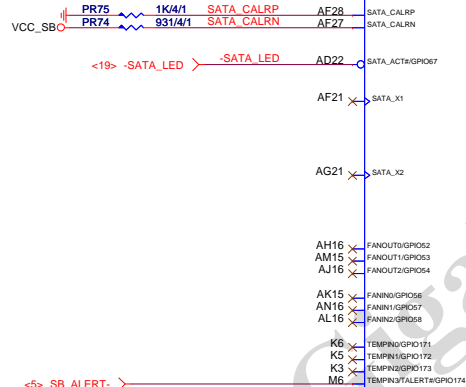 PR75 1K/4/1 SATA_CALRP AF28 SATA_CALRP
VCC_SB PR74 931/4/1 SATA_CALRN AF27 SATA_CALRN
<19> -SATA_LED -SATA_LED AD22 SATA_ACT#/GPIO67
AF21 SATA_X1
AG21 SATA_X2
AH16 FANOUT0/GPIO52
AM15 FANOUT1/GPIO53
AJ16 FANOUT2/GPIO54
AK15 FANIN0/GPIO56
AN16 FANIN1/GPIO57
AL16 FANIN2/GPIO58
K6 TEMPIN0/GPIO171
K5 TEMPIN1/GPIO172
K3 TEMPIN2/GPIO173
<5> SB_ALERT- M6 TEMPIN3/TALERT#/GPIO174